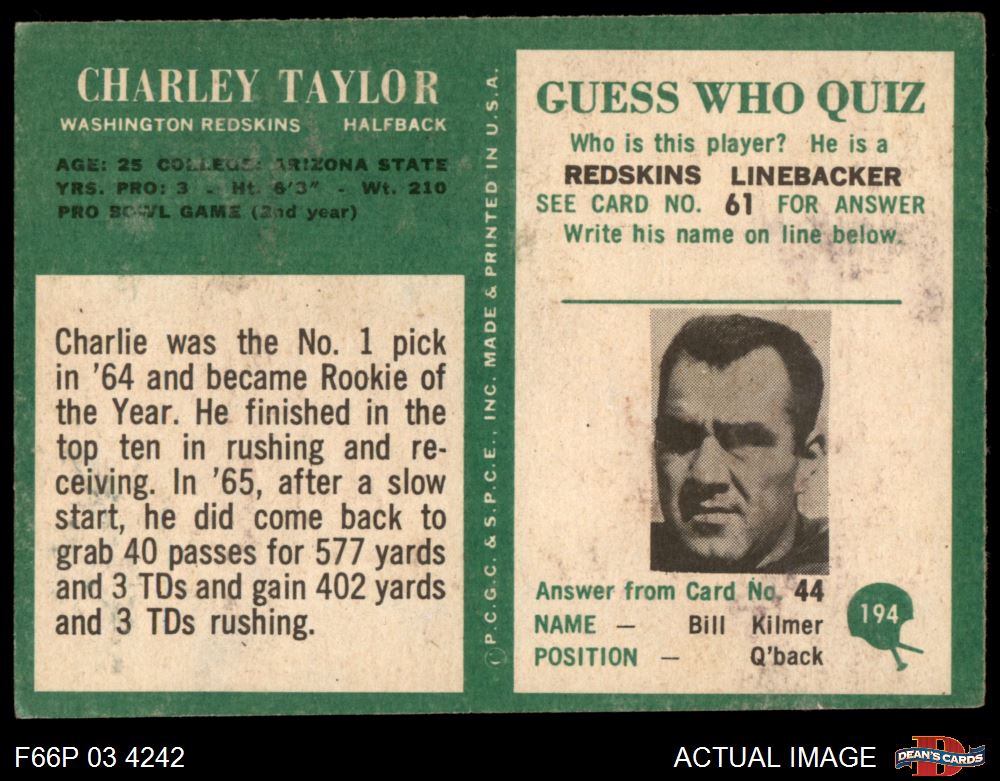 CHARLEY TAYLOR
WASHINGTON REDSKINS HALFBACK
AGE: 25 COLLEGE: ARIZONA STATE
YRS. PRO: 3 - Ht. 6'3" - Wt. 210
PRO BOWL GAME (2nd year)
Charlie was the No. 1 pick
in '64 and became Rookie of
the Year. He finished in the
top ten in rushing and re-
ceiving. In '65, after a slow
start, he did come back to
grab 40 passes for 577 yards
and 3 TDs and gain 402 yards
and 3 TDs rushing.
©P.C.G.C. & S.P.C.E., INC. MADE & PRINTED IN U.S.A.
GUESS WHO QUIZ
Who is this player? He is a
REDSKINS LINEBACKER
SEE CARD NO. 61 FOR ANSWER
Write his name on line below.
Answer from Card No. 44
NAME — Bill Kilmer
POSITION — Q'back
194
F66P 03 4242
ACTUAL IMAGE
D
DEAN'S CARDS